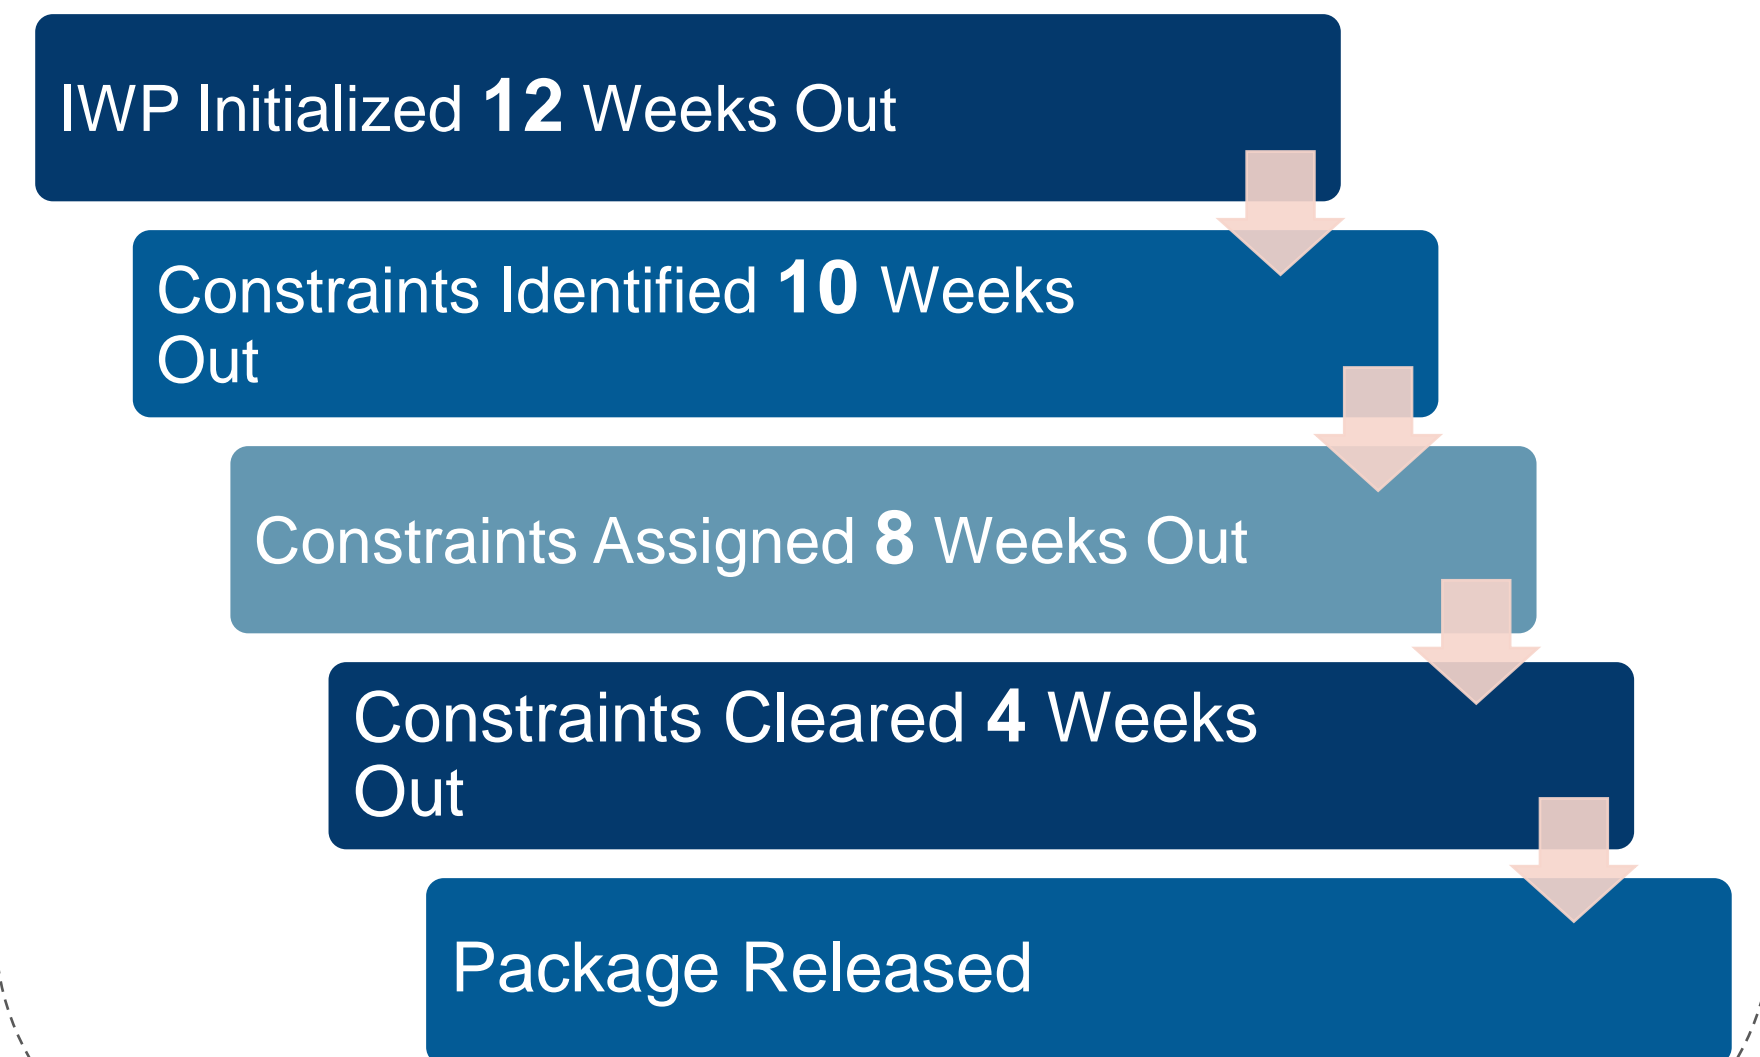 IWP Initialized 12 Weeks Out
Constraints Identified 10 Weeks
Out
Constraints Assigned 8 Weeks Out
Constraints Cleared 4 Weeks
Out
Package Released